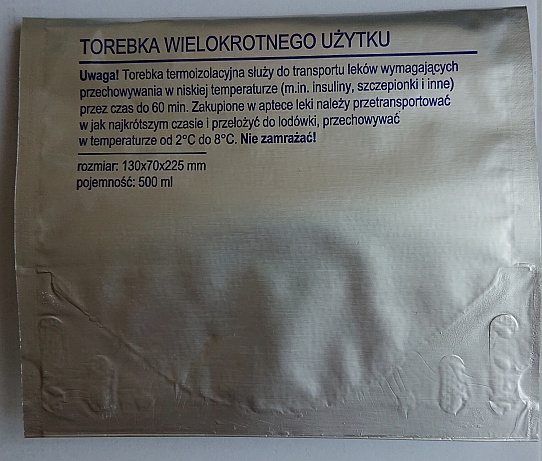 TOREBKA WIELOKROTNEGO UŻYTKU
Uwaga! Torebka termoizolacyjna służy do transportu leków wymagających
przechowywania w niskiej temperaturze (m.in. insuliny, szczepionki i inne)
przez czas do 60 min. Zakupione w aptece leki należy przetransportować
w jak najkrótszym czasie i przełożyć do lodówki, przechowywać
w temperaturze od 2°C do 8°C. Nie zamrażać!
rozmiar: 130x70x225 mm
pojemność: 500 ml